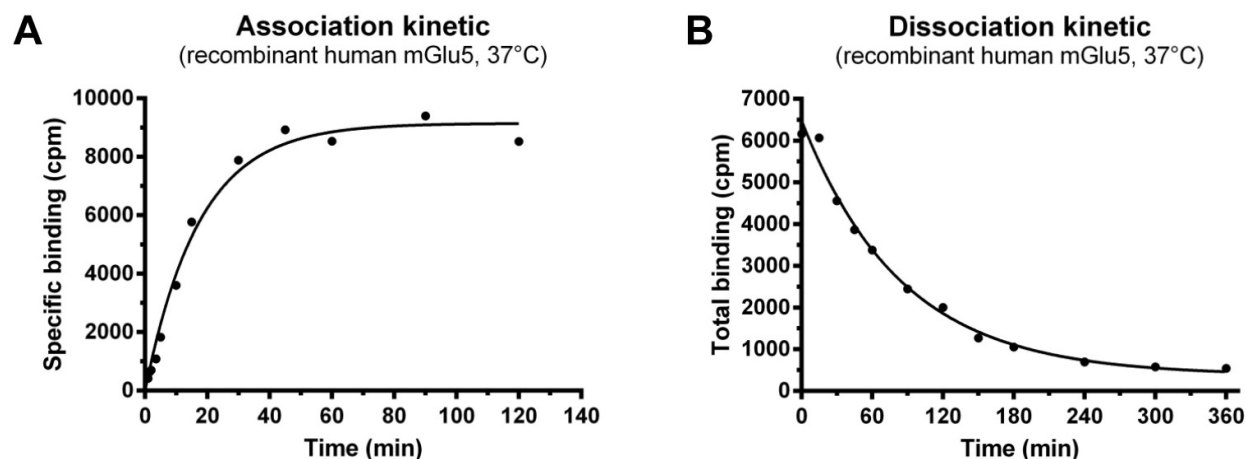 A
Association kinetic
(recombinant human mGlu5, 37°C)
Specific binding (cpm)
10000
8000
6000
4000
2000
0
0 20 40 60 80 100 120 140
Time (min)
B
Dissociation kinetic
(recombinant human mGlu5, 37°C)
Total binding (cpm)
7000
6000
5000
4000
3000
2000
1000
0
0 60 120 180 240 300 360
Time (min)